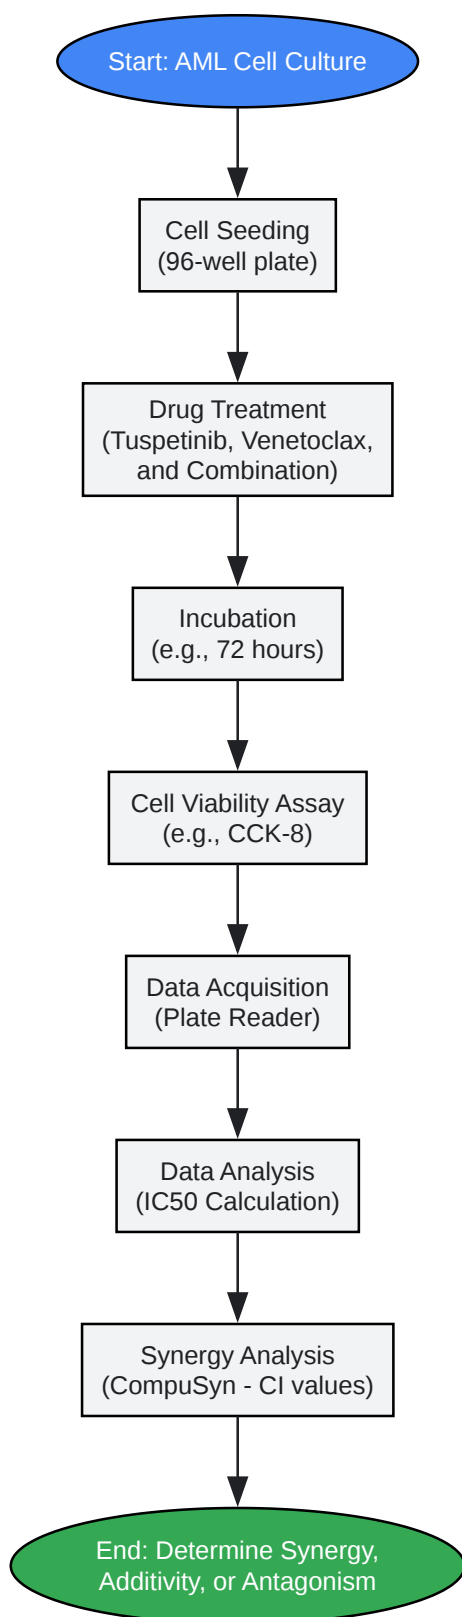 Start: AML Cell Culture
Cell Seeding
(96-well plate)
Drug Treatment
(Tuspetinib, Venetoclax,
and Combination)
Incubation
(e.g., 72 hours)
Cell Viability Assay
(e.g., CCK-8)
Data Acquisition
(Plate Reader)
Data Analysis
(IC50 Calculation)
Synergy Analysis
(CompuSyn - CI values)
End: Determine Synergy,
Additivity, or Antagonism